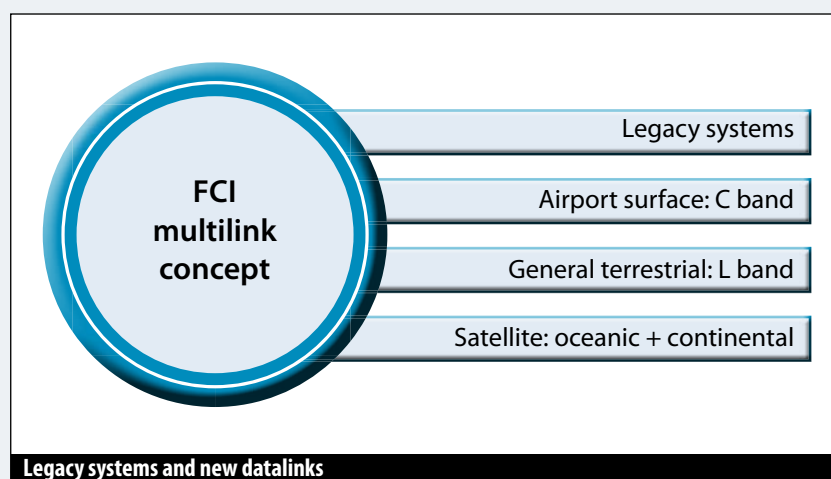 FCI
multilink
concept
Legacy systems
Airport surface: C band
General terrestrial: L band
Satellite: oceanic + continental
Legacy systems and new datalinks